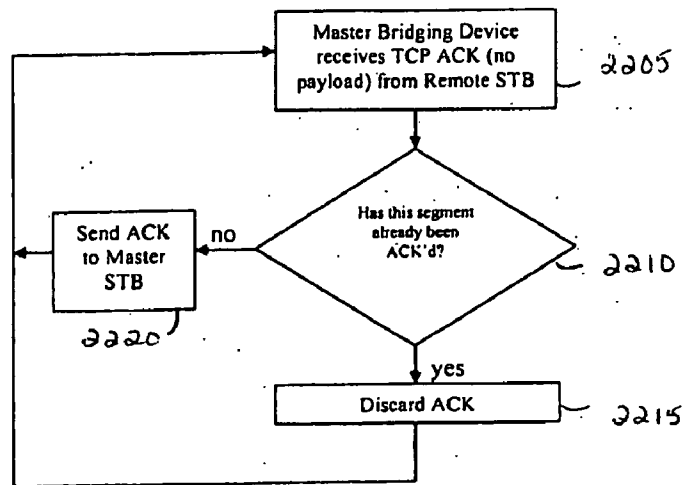 Master Bridging Device
receives TCP ACK (no
payload) from Remote STB
2205
Has this segment
already been
ACK'd?
2210
no
Send ACK
to Master
STB
2220
yes
Discard ACK
2215